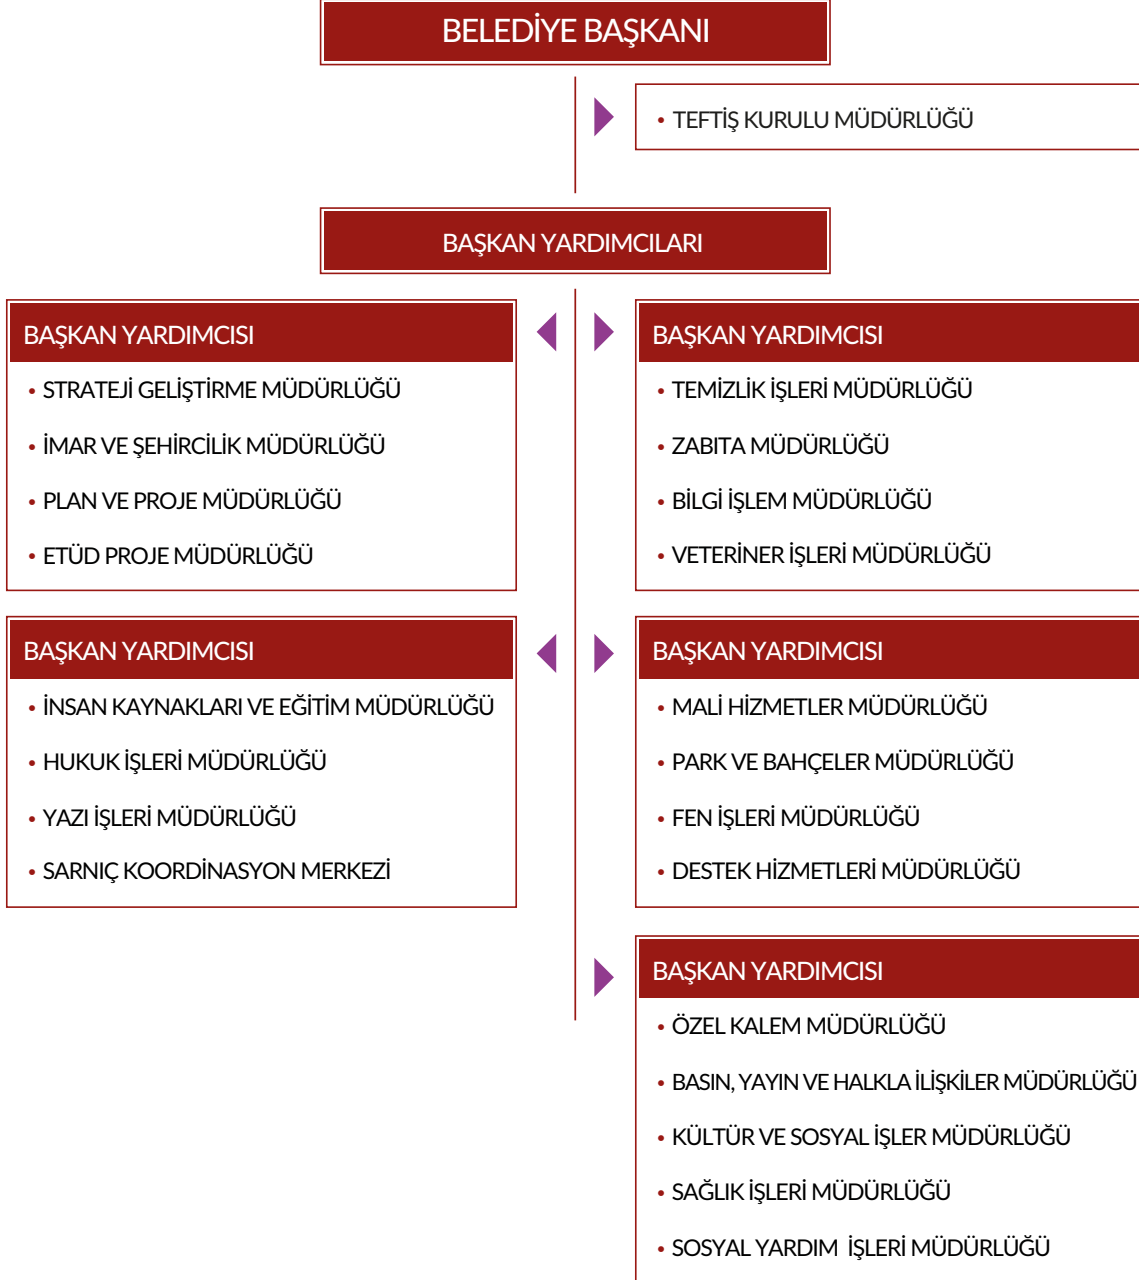 BELEDİYE BAŞKANI
• TEFTİŞ KURULU MÜDÜRLÜĞÜ
BAŞKAN YARDIMCILARI
BAŞKAN YARDIMCISI
• STRATEJİ GELİŞTİRME MÜDÜRLÜĞÜ
• İMAR VE ŞEHİRCİLİK MÜDÜRLÜĞÜ
• PLAN VE PROJE MÜDÜRLÜĞÜ
• ETÜD PROJE MÜDÜRLÜĞÜ
BAŞKAN YARDIMCISI
• TEMİZLİK İŞLERİ MÜDÜRLÜĞÜ
• ZABITA MÜDÜRLÜĞÜ
• BİLGİ İŞLEM MÜDÜRLÜĞÜ
• VETERİNER İŞLERİ MÜDÜRLÜĞÜ
BAŞKAN YARDIMCISI
• İNSAN KAYNAKLARI VE EĞİTİM MÜDÜRLÜĞÜ
• HUKUK İŞLERİ MÜDÜRLÜĞÜ
• YAZI İŞLERİ MÜDÜRLÜĞÜ
• SARNIÇ KOORDİNASYON MERKEZİ
BAŞKAN YARDIMCISI
• MALİ HİZMETLER MÜDÜRLÜĞÜ
• PARK VE BAHÇELER MÜDÜRLÜĞÜ
• FEN İŞLERİ MÜDÜRLÜĞÜ
• DESTEK HİZMETLERİ MÜDÜRLÜĞÜ
BAŞKAN YARDIMCISI
• ÖZEL KALEM MÜDÜRLÜĞÜ
• BASIN, YAYIN VE HALKLA İLİŞKİLER MÜDÜRLÜĞÜ
• KÜLTÜR VE SOSYAL İŞLER MÜDÜRLÜĞÜ
• SAĞLIK İŞLERİ MÜDÜRLÜĞÜ
• SOSYAL YARDIM İŞLERİ MÜDÜRLÜĞÜ